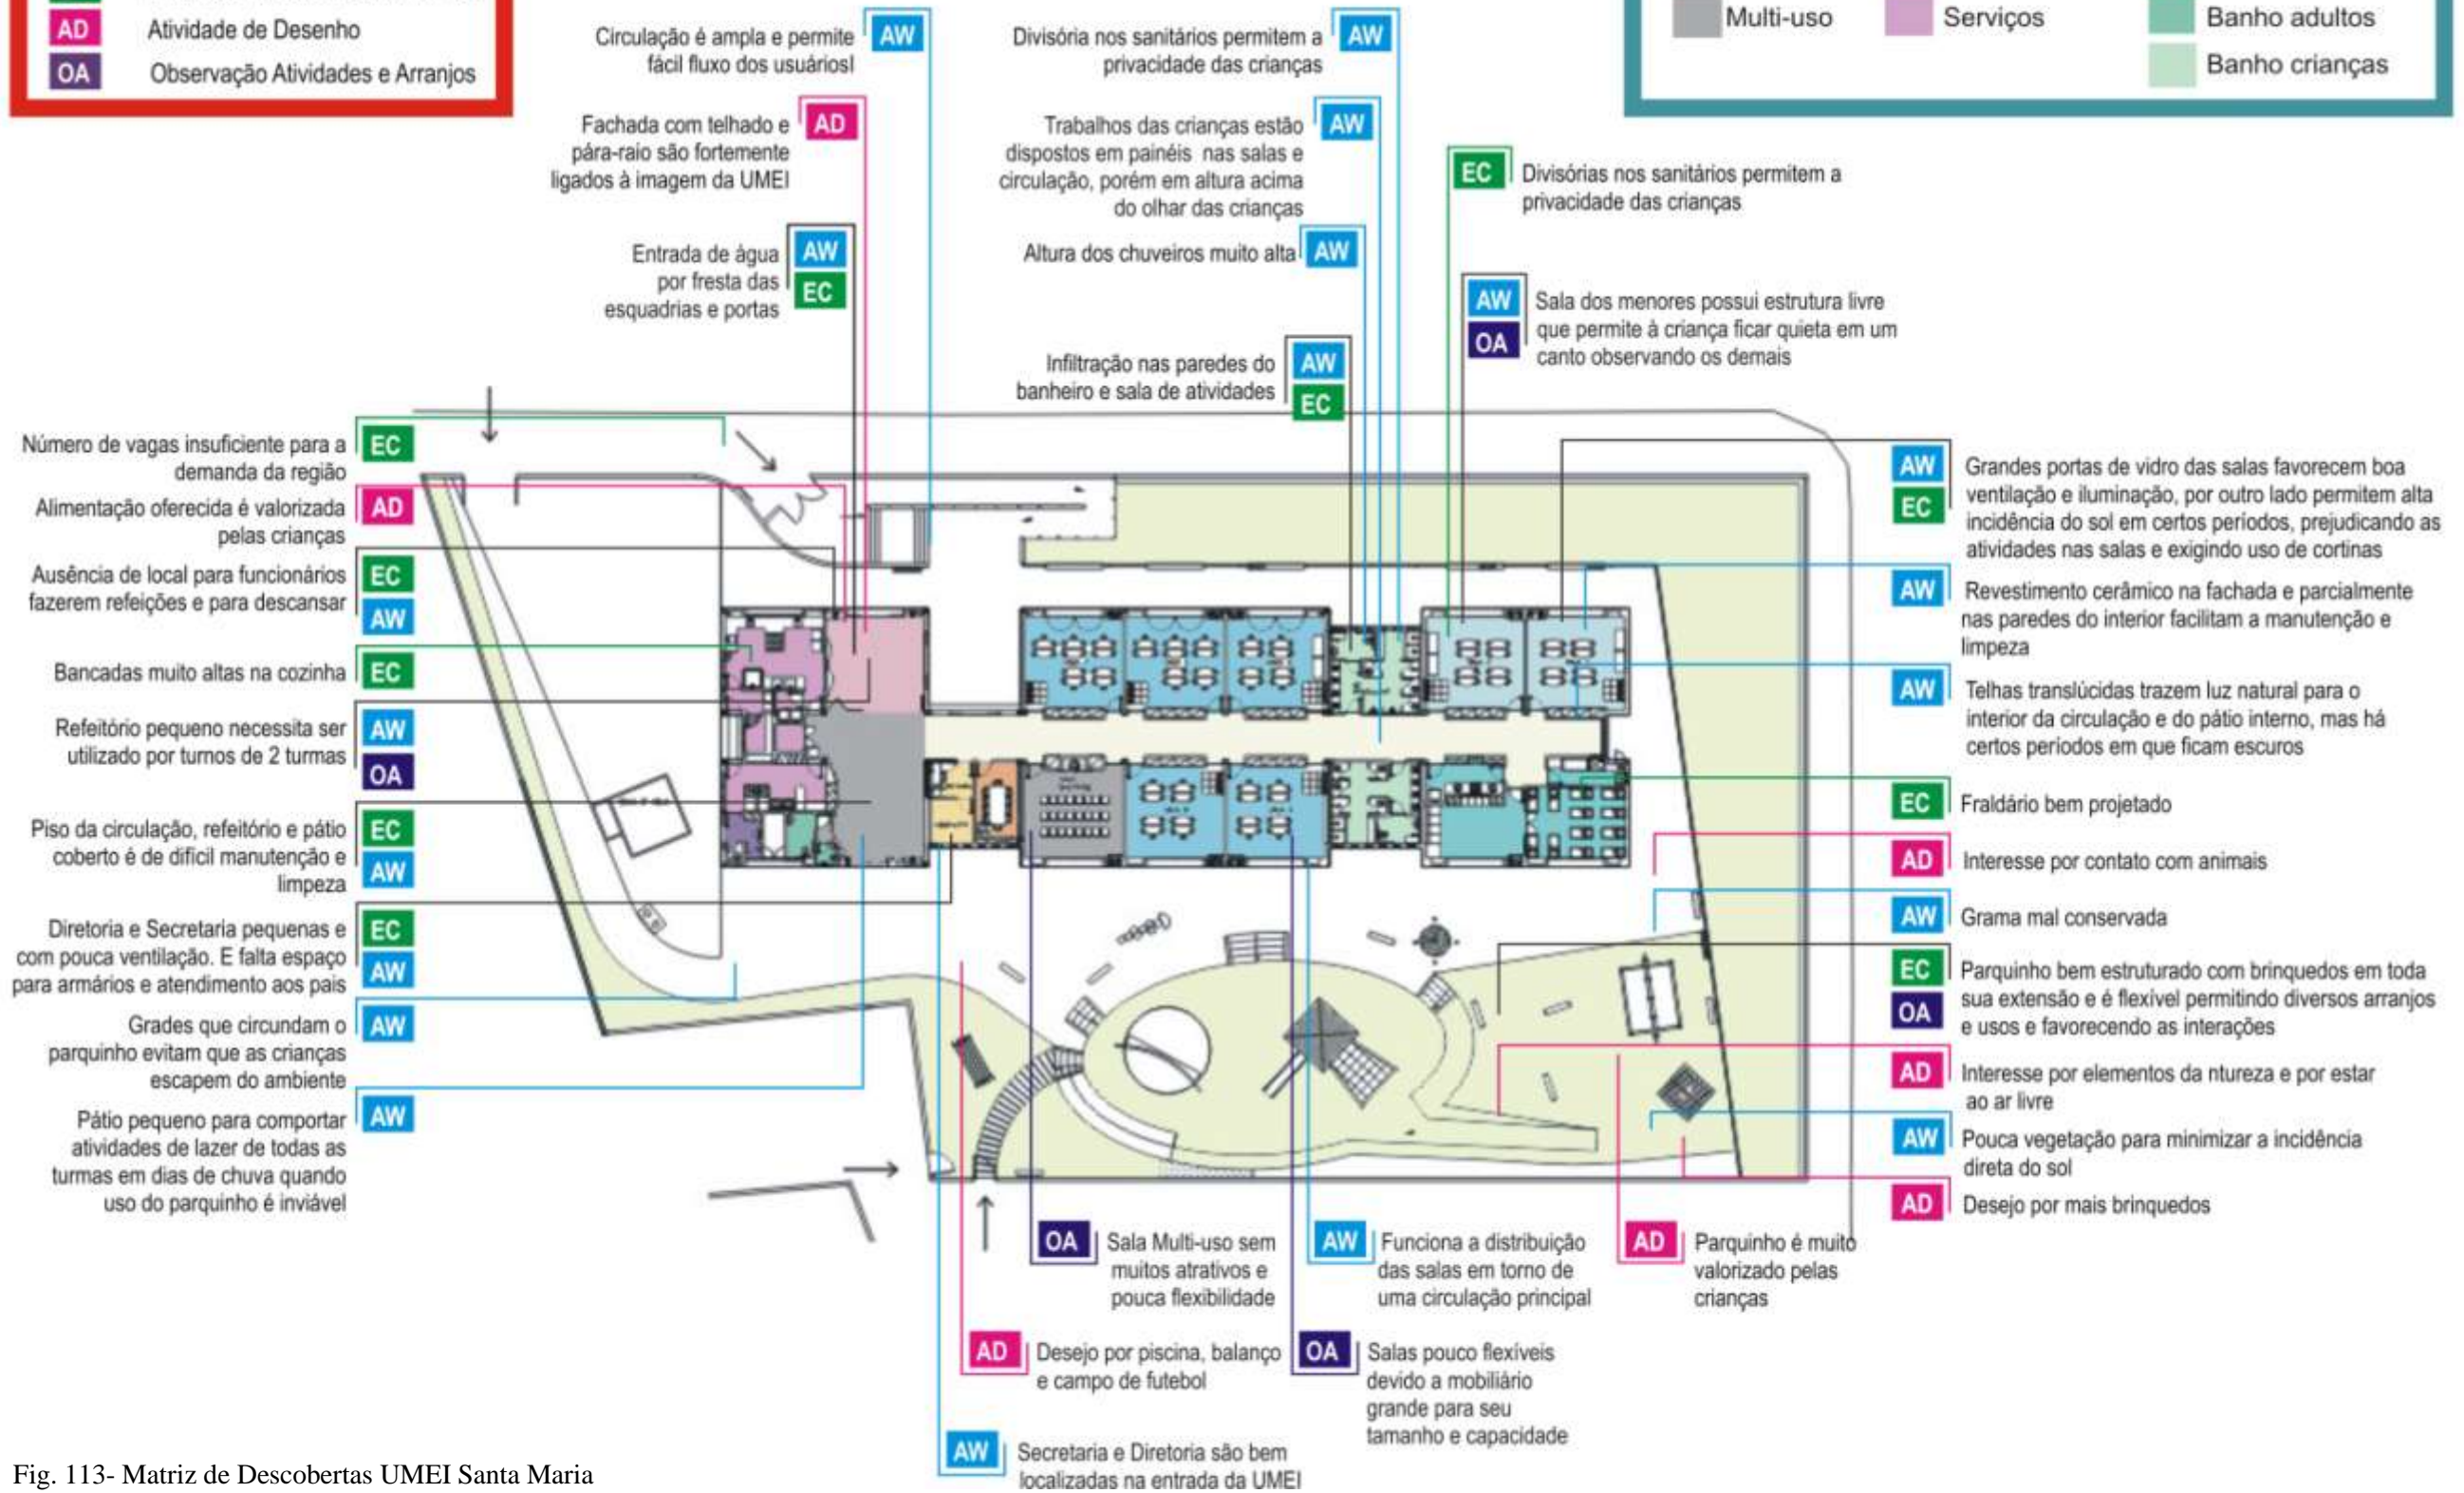 AD Atividade de Desenho
OA Observação Atividades e Arranjos
Multi-uso
Serviços
Banho adultos
Banho crianças
Circulação é ampla e permite
fácil fluxo dos usuáriosl
AW
Divisória nos sanitários permitem a
privacidade das crianças
AW
Fachada com telhado e
pára-raio são fortemente
ligados à imagem da UMEI
AD
Trabalhos das crianças estão
dispostos em painéis nas salas e
circulação, porém em altura acima
do olhar das crianças
AW
EC
Divisórias nos sanitários permitem a
privacidade das crianças
Entrada de água
por fresta das
esquadrias e portas
AW
EC
Altura dos chuveiros muito alta
AW
AW
OA
Sala dos menores possui estrutura livre
que permite à criança ficar quieta em um
canto observando os demais
Infiltração nas paredes do
banheiro e sala de atividades
AW
EC
Número de vagas insuficiente para a
demanda da região
EC
Alimentação oferecida é valorizada
pelas crianças
AD
Ausência de local para funcionários
fazerem refeições e para descansar
EC
AW
Bancadas muito altas na cozinha
EC
Refeitório pequeno necessita ser
utilizado por turnos de 2 turmas
AW
OA
Piso da circulação, refeitório e pátio
coberto é de difícil manutenção e
limpeza
EC
AW
Diretoria e Secretaria pequenas e
com pouca ventilação. E falta espaço
para armários e atendimento aos pais
EC
AW
Grades que circundam o
parquinho evitam que as crianças
escapem do ambiente
AW
Pátio pequeno para comportar
atividades de lazer de todas as
turmas em dias de chuva quando
uso do parquinho é inviável
AW
AW
EC
Grandes portas de vidro das salas favorecem boa
ventilação e iluminação, por outro lado permitem alta
incidência do sol em certos períodos, prejudicando as
atividades nas salas e exigindo uso de cortinas
AW
Revestimento cerâmico na fachada e parcialmente
nas paredes do interior facilitam a manutenção e
limpeza
AW
Telhas translúcidas trazem luz natural para o
interior da circulação e do pátio interno, mas há
certos períodos em que ficam escuros
EC
Fraldário bem projetado
AD
Interesse por contato com animais
AW
Grama mal conservada
EC
OA
Parquinho bem estruturado com brinquedos em toda
sua extensão e é flexível permitindo diversos arranjos
e usos e favorecendo as interações
AD
Interesse por elementos da ntureza e por estar
ao ar livre
AW
Pouca vegetação para minimizar a incidência
direta do sol
AD
Desejo por mais brinquedos
OA
Sala Multi-uso sem
muitos atrativos e
pouca flexibilidade
AW
Funciona a distribuição
das salas em torno de
uma circulação principal
AD
Parquinho é muito
valorizado pelas
crianças
AD
Desejo por piscina, balanço
e campo de futebol
OA
Salas pouco flexíveis
devido a mobiliário
grande para seu
tamanho e capacidade
AW
Secretaria e Diretoria são bem
localizadas na entrada da UMEI
Fig. 113- Matriz de Descobertas UMEI Santa Maria